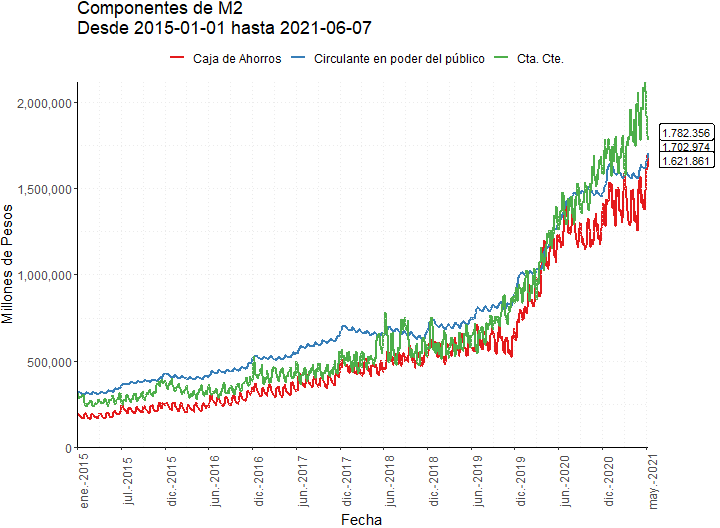 Componentes de M2
Desde 2015-01-01 hasta 2021-06-07
Caja de Ahorros Circulante en poder del público Cta. Cte.
Millones de Pesos
2,000,000
1,500,000
1,000,000
500,000
0
1.782.356
1.702.974
1.621.861
ene.-2015
jul.-2015
dic.-2015
jun.-2016
dic.-2016
jun.-2017
dic.-2017
jun.-2018
dic.-2018
jun.-2019
dic.-2019
jun.-2020
dic.-2020
may.-2021
Fecha